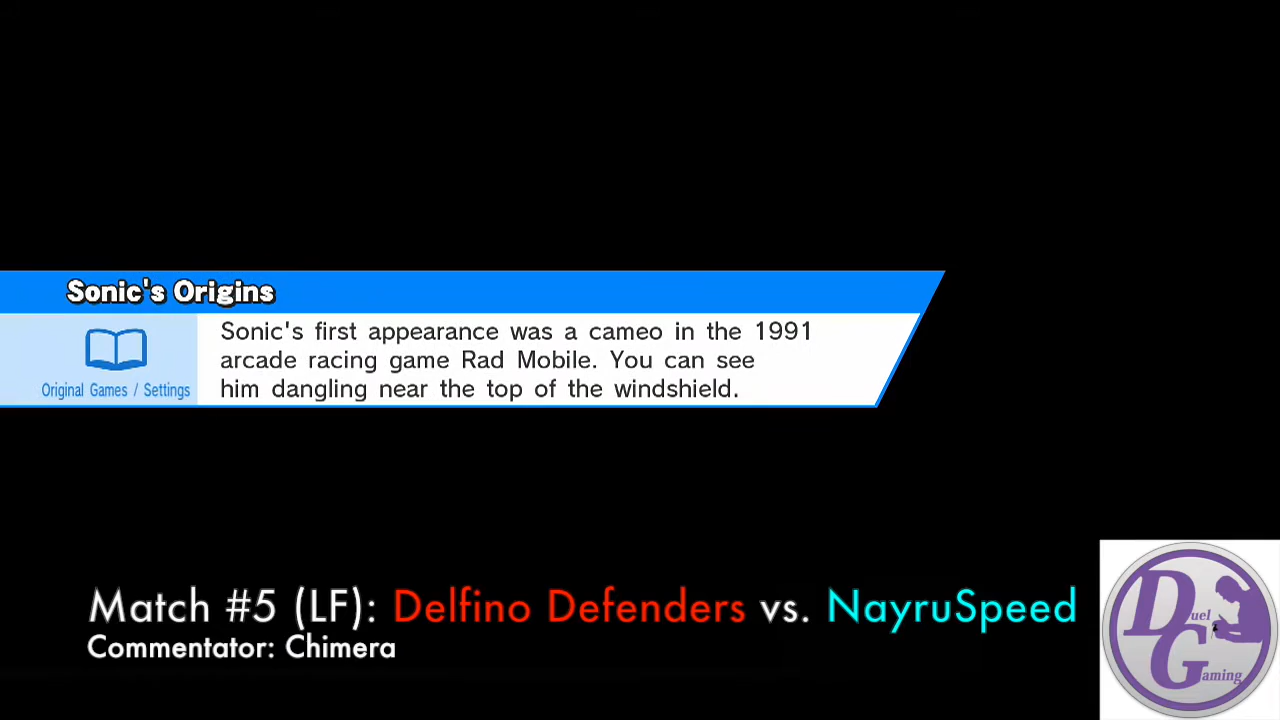 Sonic's Origins
Sonic's first appearance was a cameo in the 1991
arcade racing game Rad Mobile. You can see
him dangling near the top of the windshield.
Original Games / Settings
Match #5 (LF): Delfino Defenders vs. NayruSpeed
Commentator: Chimera
Duel
Gaming